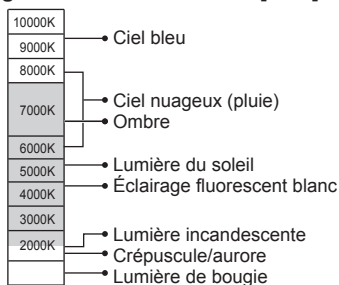 10000K
9000K
Ciel bleu
8000K
7000K
Ciel nuageux (pluie)
Ombre
6000K
5000K
Lumière du soleil
4000K
Éclairage fluorescent blanc
3000K
2000K
Lumière incandescente
Crépuscule/aurore
Lumière de bougie